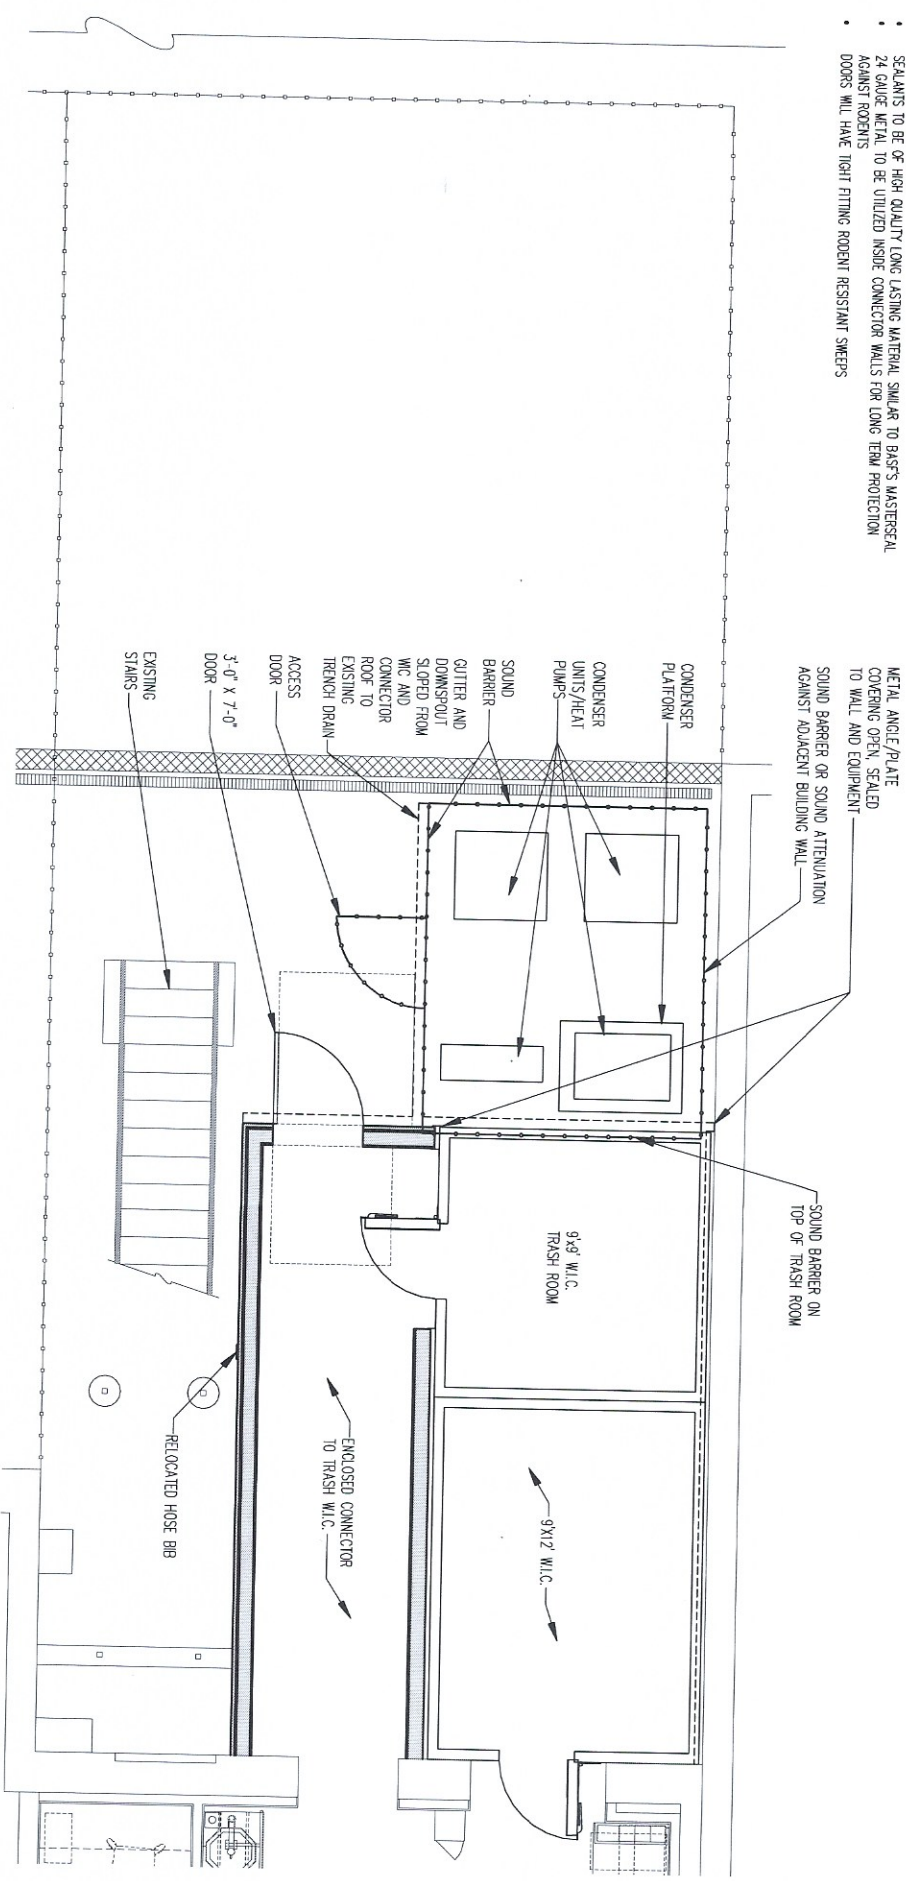 SEALANTS TO BE OF HIGH QUALITY LONG LASTING MATERIAL SIMILAR TO BASF'S MASTERSEAL
24 GAUGE METAL TO BE UTILIZED INSIDE CONNECTOR WALLS FOR LONG TERM PROTECTION
AGAINST RODENTS
DOORS WILL HAVE TIGHT FITTING RODENT RESISTANT SWEEPS
METAL ANGLE/PLATE
COVERING OPEN, SEALED
TO WALL AND EQUIPMENT
SOUND BARRIER OR SOUND ATTENUATION
AGAINST ADJACENT BUILDING WALL
CONDENSER
PLATFORM
CONDENSER
UNITS/HEAT
PUMPS
SOUND
BARRIER
GUTTER AND
DOWNSPOUT
SLOPED FROM
WIC AND
CONNECTOR
ROOF TO
EXISTING
TRENCH DRAIN
ACCESS
DOOR
3'-0" X 7'-0"
DOOR
EXISTING
STAIRS
SOUND BARRIER ON
TOP OF TRASH ROOM
9'x9' W.I.C.
TRASH ROOM
ENCLOSED CONNECTOR
TO TRASH W.I.C.
RELOCATED HOSE BIB
9'X12' W.I.C.